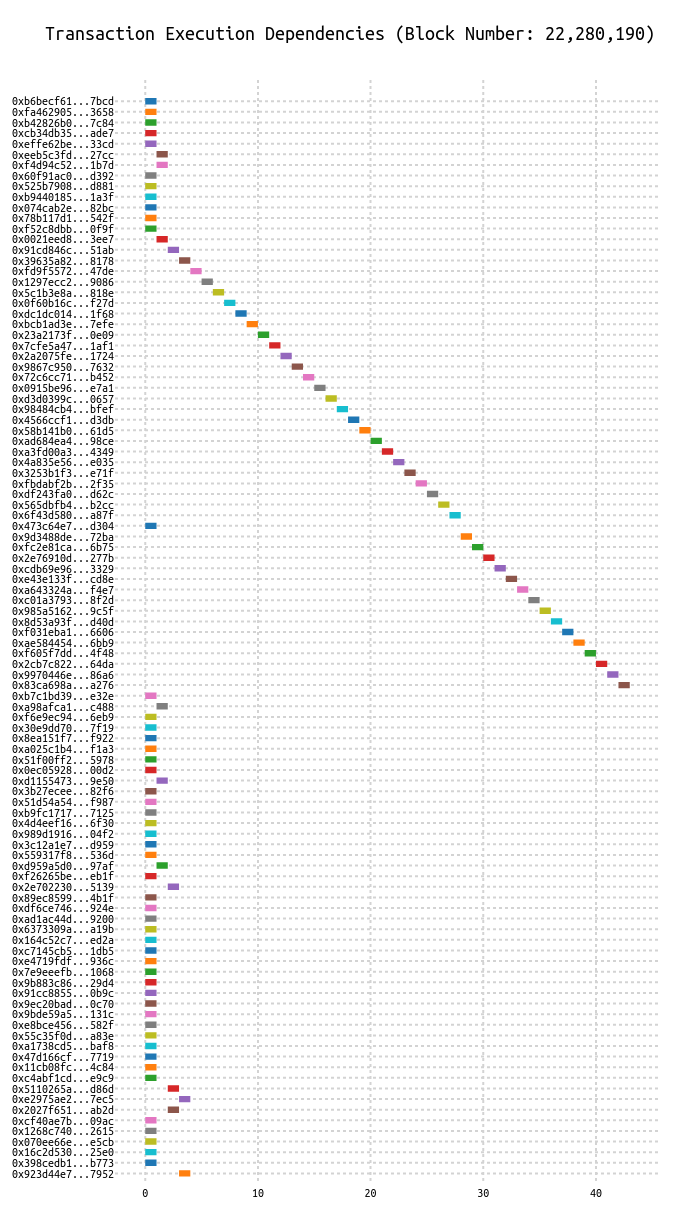 Transaction Execution Dependencies (Block Number: 22,280,190)
0xb6becf61...7bcd
0xfa462905...3658
0xb42826b0...7c84
0xcb34db35...ade7
0xeffe62be...33cd
0xeeb5c3fd...27cc
0xf4d94c52...1b7d
0x60f91ac0...d392
0x525b7908...d881
0xb9440185...1a3f
0x074cab2e...82bc
0x78b117d1...542f
0xf52c8dbb...0f9f
0x0021eed8...3ee7
0x91cd846c...51ab
0x39635a82...8178
0xfd9f5572...47de
0x1297ecc2...9086
0x5c1b3e8a...818e
0x0f60b16c...f27d
0xdc1dc014...1f68
0xbcb1ad3e...7efe
0x23a2173f...0e09
0x7cfe5a47...1af1
0x2a2075fe...1724
0x9867c950...7632
0x72c6cc71...b452
0x0915be96...e7a1
0xd3d0399c...0657
0x98484cb4...bfef
0x4566ccf1...d3db
0x58b141b0...61d5
0xad684ea4...98ce
0xa3fd00a3...4349
0x4a835e56...e035
0x3253b1f3...e71f
0xfbdabf2b...2f35
0xdf243fa0...d62c
0x565dbfb4...b2cc
0x6f43d580...a87f
0x473c64e7...d304
0x9d3488de...72ba
0xfc2e81ca...6b75
0x2e76910d...277b
0xcdb69e96...3329
0xe43e133f...cd8e
0xa643324a...f4e7
0xc01a3793...8f2d
0x985a5162...9c5f
0x8d53a93f...d40d
0xf031eba1...6606
0xae584454...6bb9
0xf605f7dd...4f48
0x2cb7c822...64da
0x9970446e...86a6
0x83ca698a...a276
0xb7c1bd39...e32e
0xa98afca1...c488
0xf6e9ec94...6eb9
0x30e9dd70...7f19
0x8ea151f7...f922
0xa025c1b4...f1a3
0x51f00ff2...5978
0x0ec05928...00d2
0xd1155473...9e50
0x3b27ecee...82f6
0x51d54a54...f987
0xb9fc1717...7125
0x4d4eef16...6f30
0x989d1916...04f2
0x3c12a1e7...d959
0x559317f8...536d
0xd959a5d0...97af
0xf26265be...eb1f
0x2e702230...5139
0x89ec8599...4b1f
0xdf6ce746...924e
0xad1ac44d...9200
0x6373309a...a19b
0x164c52c7...ed2a
0xc7145cb5...1db5
0xe4719fdf...936c
0x7e9eeefb...1068
0x9b883c86...29d4
0x91cc8855...0b9c
0x9ec20bad...0c70
0x9bde59a5...131c
0xe8bce456...582f
0x55c35f0d...a83e
0xa1738cd5...baf8
0x47d166cf...7719
0x11cb08fc...4c84
0xc4abf1cd...e9c9
0x5110265a...d86d
0xe2975ae2...7ec5
0x2027f651...ab2d
0xcf40ae7b...09ac
0x1268c740...2615
0x070ee66e...e5cb
0x16c2d530...25e0
0x398cedb1...b773
0x923d44e7...7952
0 10 20 30 40